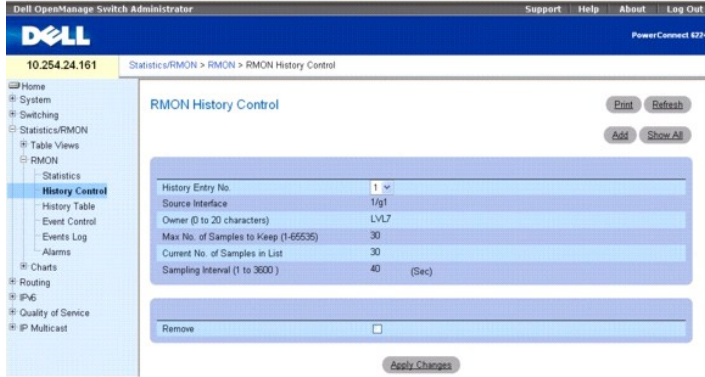 Dell OpenManage Switch Administrator
Support Help About Log Out
DELL
PowerConnect 6224
10.254.24.161
Statistics/RMON > RMON > RMON History Control
Home
System
Switching
Statistics/RMON
Table Views
RMON
Statistics
History Control
History Table
Event Control
Events Log
Alarms
Charts
Routing
IPv6
Quality of Service
IP Multicast
RMON History Control
Print Refresh
Add Show All
History Entry No. 1
Source Interface 1/g1
Owner (0 to 20 characters) LVL7
Max No. of Samples to Keep (1-65535) 30
Current No. of Samples in List 30
Sampling Interval (1 to 3600 ) 40 (Sec)
Remove
Apply Changes